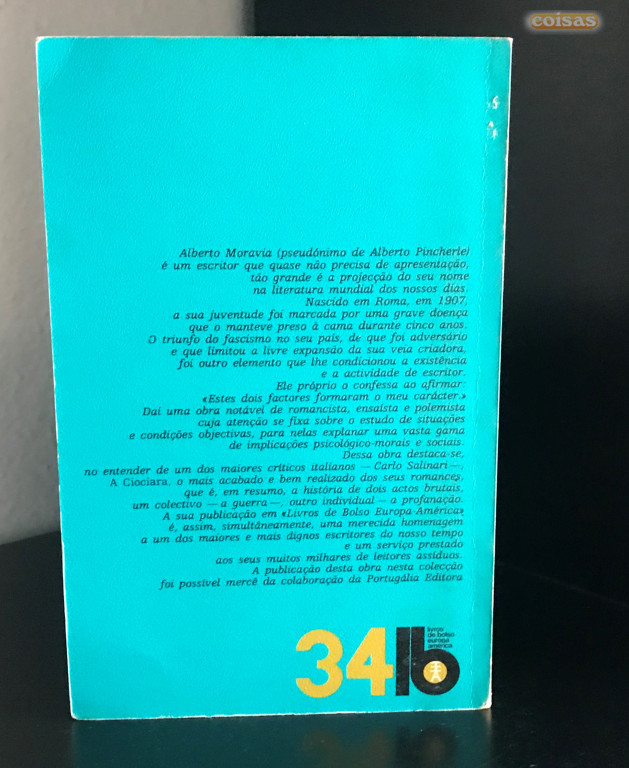 eoisas
Alberto Moravia (pseudónimo de Alberto Pincherle)
é um escritor que quase não precisa de apresentação,
tão grande é a projecção do seu nome
na literatura mundial dos nossos dias.
Nascido em Roma, em 1907,
a sua juventude foi marcada por uma grave doença
que o manteve preso à cama durante cinco anos.
O triunfo do fascismo no seu país, de que foi adversário
e que limitou a livre expansão da sua veia criadora,
foi outro elemento que lhe condicionou a existência
e a actividade de escritor.
Ele próprio o confessa ao afirmar:
«Estes dois factores formaram o meu carácter.»
Daí uma obra notável de romancista, ensaísta e polemista
cuja atenção se fixa sobre o estudo de situações
e condições objectivas, para nelas explanar uma vasta gama
de implicações psicológico-morais e sociais.
Dessa obra destaca-se,
no entender de um dos maiores críticos italianos — Carlo Salinari —,
A Ciociara, o mais acabado e bem realizado dos seus romances,
que é, em resumo, a história de dois actos brutais,
um colectivo — a guerra —, outro individual — a profanação.
A sua publicação em «Livros de Bolso Europa-América»
é, assim, simultâneamente, uma merecida homenagem
a um dos maiores e mais dignos escritores do nosso tempo
e um serviço prestado
aos seus muitos milhares de leitores assíduos.
A publicação desta obra nesta colecção
foi possível mercê da colaboração da Portugália Editora
34 lb
livros
de bolso
europa
américa